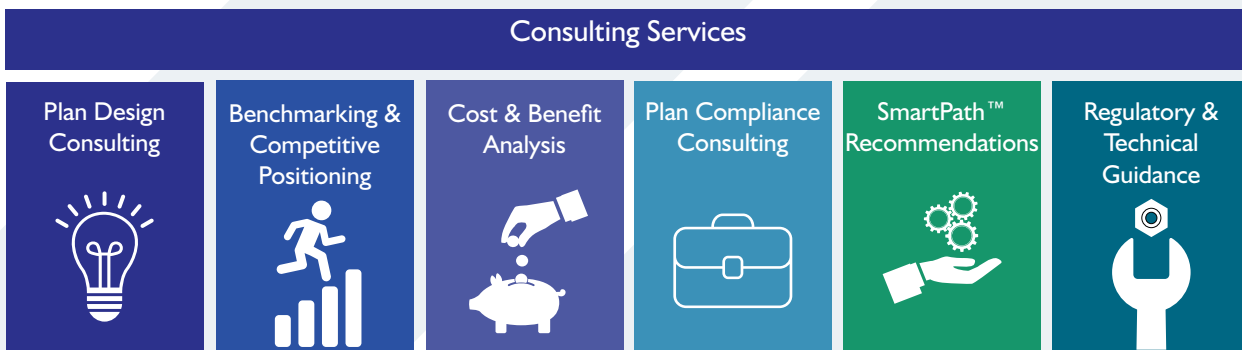 Consulting Services
Plan Design
Consulting
Benchmarking &
Competitive
Positioning
Cost & Benefit
Analysis
Plan Compliance
Consulting
SmartPath™
Recommendations
Regulatory &
Technical
Guidance